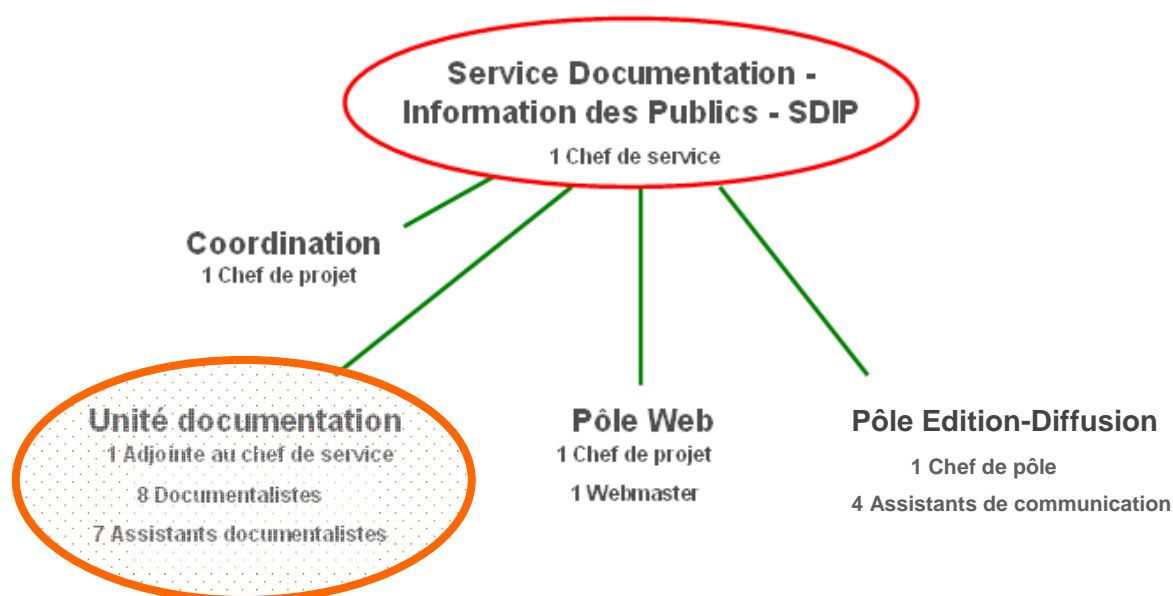 Service Documentation -
Information des Publics - SDIP
1 Chef de service
Coordination
1 Chef de projet
Unité documentation
1 Adjointe au chef de service
8 Documentalistes
7 Assistants documentalistes
Pôle Web
1 Chef de projet
1 Webmaster
Pôle Edition-Diffusion
1 Chef de pôle
4 Assistants de communication